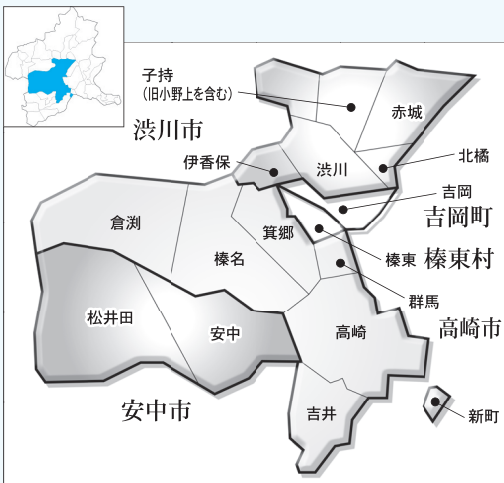 子持
（旧小野上を含む）
赤城
渋川市
伊香保
渋川
北橘
吉岡
吉岡町
倉渕
箕郷
榛名
榛東
榛東村
群馬
松井田
安中
高崎
高崎市
安中市
吉井
新町